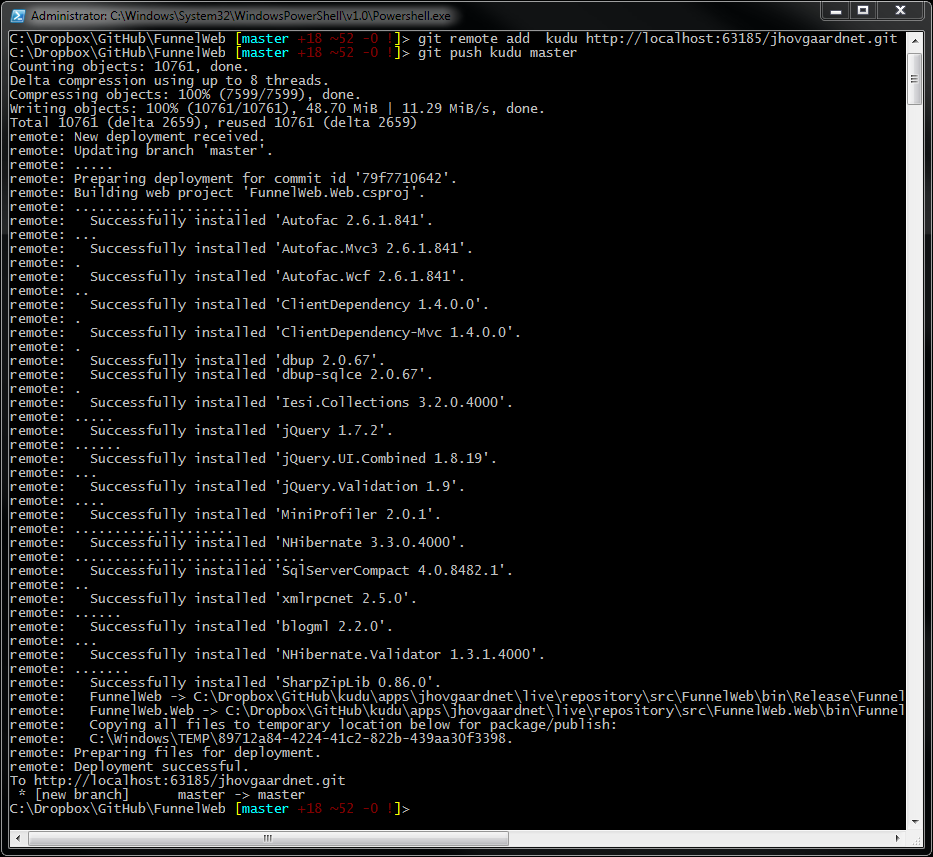 Administrator: C:\Windows\System32\WindowsPowerShell\v1.0\Powershell.exe
C:\Dropbox\GitHub\FunnelWeb [master +18 ~52 -0 !]> git remote add  kudu http://localhost:63185/jhovgaardnet.git
C:\Dropbox\GitHub\FunnelWeb [master +18 ~52 -0 !]> git push kudu master
Counting objects: 10761, done.
Delta compression using up to 8 threads.
Compressing objects: 100% (7599/7599), done.
Writing objects: 100% (10761/10761), 48.70 MiB | 11.29 MiB/s, done.
Total 10761 (delta 2659), reused 10761 (delta 2659)
remote: New deployment received.
remote: Updating branch 'master'.
remote: .....
remote: Preparing deployment for commit id '79f7710642'.
remote: Building web project 'FunnelWeb.Web.csproj'.
remote: ......................
remote:   Successfully installed 'Autofac 2.6.1.841'.
remote: ...
remote:   Successfully installed 'Autofac.Mvc3 2.6.1.841'.
remote: .
remote:   Successfully installed 'Autofac.Wcf 2.6.1.841'.
remote: ..
remote:   Successfully installed 'ClientDependency 1.4.0.0'.
remote: .
remote:   Successfully installed 'ClientDependency-Mvc 1.4.0.0'.
remote: .
remote:   Successfully installed 'dbup 2.0.67'.
remote:   Successfully installed 'dbup-sqlce 2.0.67'.
remote: .
remote:   Successfully installed 'Iesi.Collections 3.2.0.4000'.
remote: .....
remote:   Successfully installed 'jQuery 1.7.2'.
remote: ......
remote:   Successfully installed 'jQuery.UI.Combined 1.8.19'.
remote: ...
remote:   Successfully installed 'jQuery.Validation 1.9'.
remote: ....
remote:   Successfully installed 'MiniProfiler 2.0.1'.
remote: ....................
remote:   Successfully installed 'NHibernate 3.3.0.4000'.
remote: .............................
remote:   Successfully installed 'SqlServerCompact 4.0.8482.1'.
remote: ..
remote:   Successfully installed 'xmlrpcnet 2.5.0'.
remote: ......
remote:   Successfully installed 'blogml 2.2.0'.
remote: ...
remote:   Successfully installed 'NHibernate.Validator 1.3.1.4000'.
remote: .......
remote:   Successfully installed 'SharpZipLib 0.86.0'.
remote:   FunnelWeb -> C:\Dropbox\GitHub\kudu\apps\jhovgaardnet\live\repository\src\FunnelWeb\bin\Release\Funnel
remote:   FunnelWeb.Web -> C:\Dropbox\GitHub\kudu\apps\jhovgaardnet\live\repository\src\FunnelWeb.Web\bin\Funnel
remote:   Copying all files to temporary location below for package/publish:
remote:   C:\Windows\TEMP\89712a84-4224-41c2-822b-439aa30f3398.
remote: Preparing files for deployment.
remote: Deployment successful.
To http://localhost:63185/jhovgaardnet.git
 * [new branch]      master -> master
C:\Dropbox\GitHub\FunnelWeb [master +18 ~52 -0 !]>